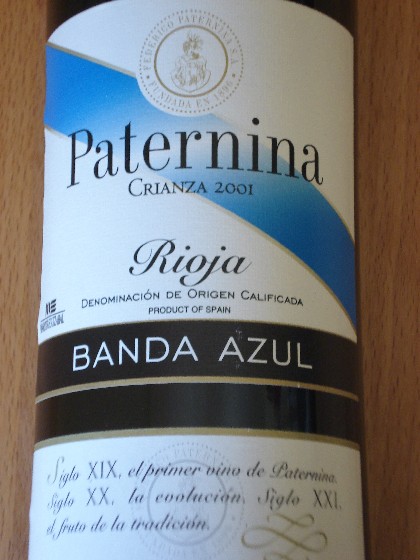 FEDERICO PATERNINA S.A.
FUNDADA EN 1896
Paternina
CRIANZA 2001
Rioja
DENOMINACIÓN DE ORIGEN CALIFICADA
PRODUCT OF SPAIN
BANDA AZUL
Siglo XIX, el primer vino de Paternina.
Siglo XX, la evolución, Siglo XXI,
el fruto de la tradición.